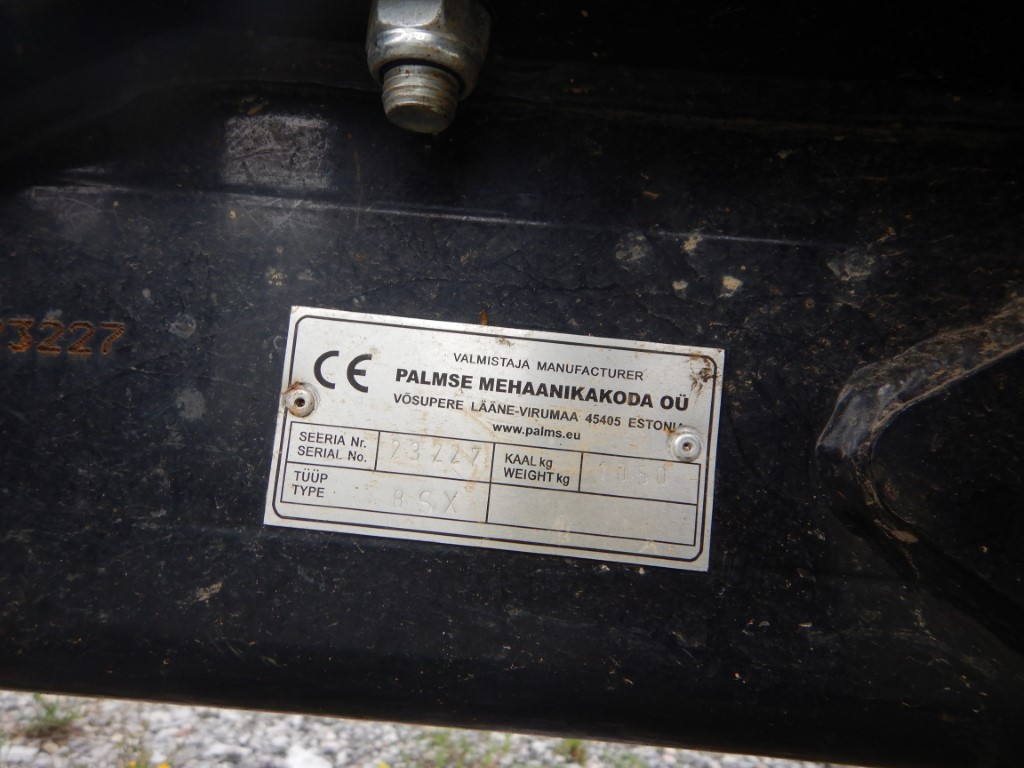 23227
CE
VALMISTAJA MANUFACTURER
PALMSE MEHAANIKAKODA OÜ
VÕSUPERE LÄÄNE-VIRUMAA 45405 ESTONIA
www.palms.eu
SEERIA Nr.
SERIAL No.
23227
KAAL kg
WEIGHT kg
1050
TÜÜP
TYPE
8SX